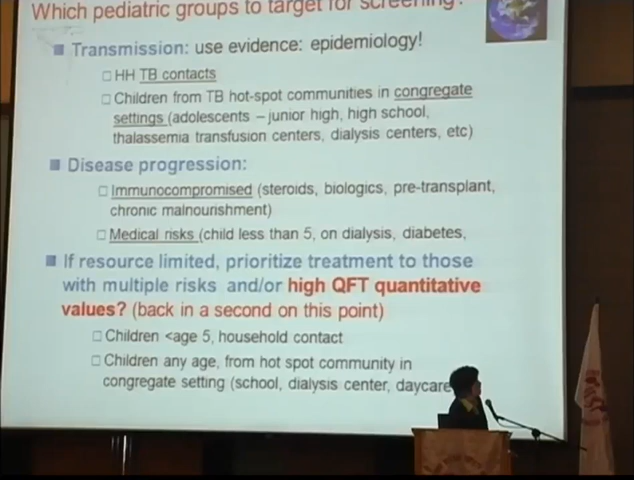 Which pediatric groups to target for screening?
Transmission: use evidence: epidemiology!
HH TB contacts
Children from TB hot-spot communities in congregate
settings (adolescents – junior high, high school,
thalassemia transfusion centers, dialysis centers, etc)
Disease progression:
Immunocompromised (steroids, biologics, pre-transplant,
chronic malnourishment)
Medical risks (child less than 5, on dialysis, diabetes,
If resource limited, prioritize treatment to those
with multiple risks and/or high QFT quantitative
values? (back in a second on this point)
Children <age 5, household contact
Children any age, from hot spot community in
congregate setting (school, dialysis center, daycare